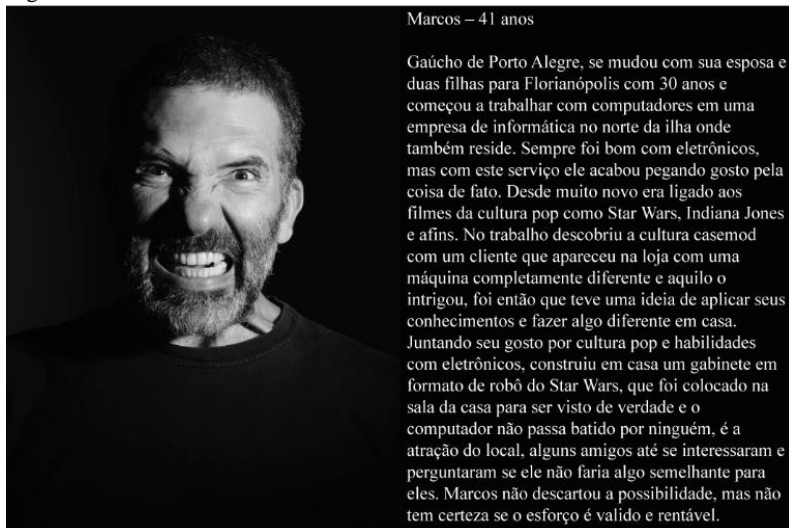 Marcos – 41 anos
Gaúcho de Porto Alegre, se mudou com sua esposa e
duas filhas para Florianópolis com 30 anos e
começou a trabalhar com computadores em uma
empresa de informática no norte da ilha onde
também reside. Sempre foi bom com eletrônicos,
mas com este serviço ele acabou pegando gosto pela
coisa de fato. Desde muito novo era ligado aos
filmes da cultura pop como Star Wars, Indiana Jones
e afins. No trabalho descobriu a cultura casemod
com um cliente que apareceu na loja com uma
máquina completamente diferente e aquilo o
intrigou, foi então que teve uma ideia de aplicar seus
conhecimentos e fazer algo diferente em casa.
Juntando seu gosto por cultura pop e habilidades
com eletrônicos, construiu em casa um gabinete em
formato de robô do Star Wars, que foi colocado na
sala da casa para ser visto de verdade e o
computador não passa batido por ninguém, é a
atração do local, alguns amigos até se interessaram e
perguntaram se ele não faria algo semelhante para
eles. Marcos não descartou a possibilidade, mas não
tem certeza se o esforço é valido e rentável.